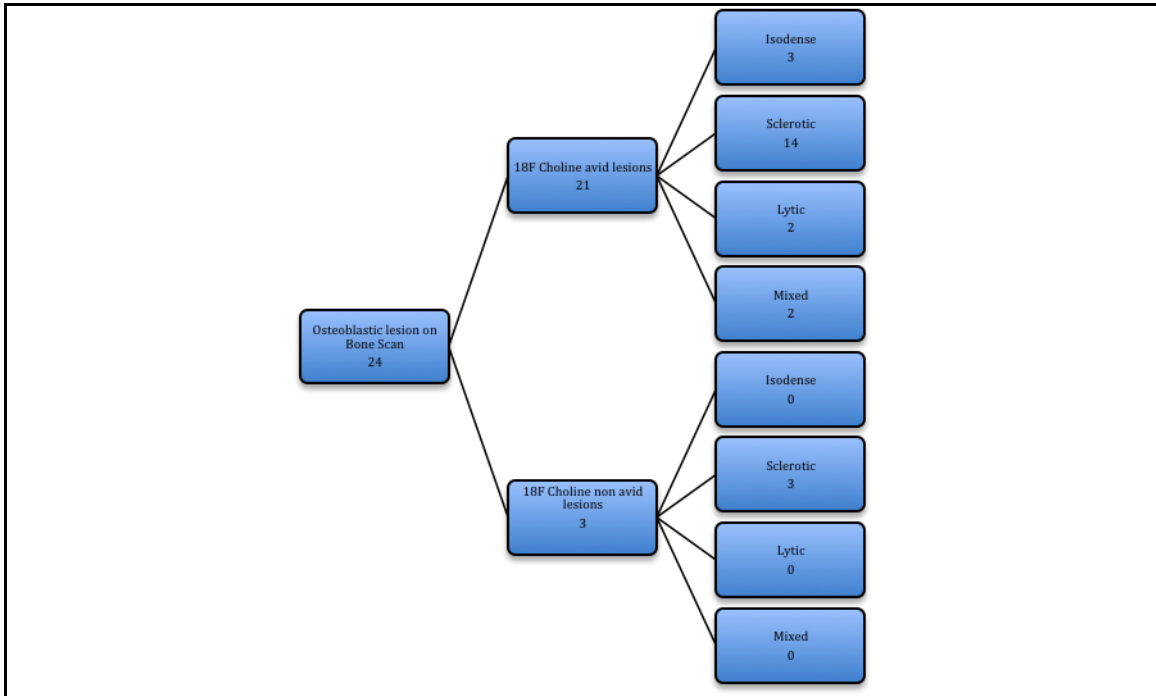 Osteoblastic lesion on
Bone Scan
24
18F Choline avid lesions
21
Isodense
3
Sclerotic
14
Lytic
2
Mixed
2
18F Choline non avid
lesions
3
Isodense
0
Sclerotic
3
Lytic
0
Mixed
0